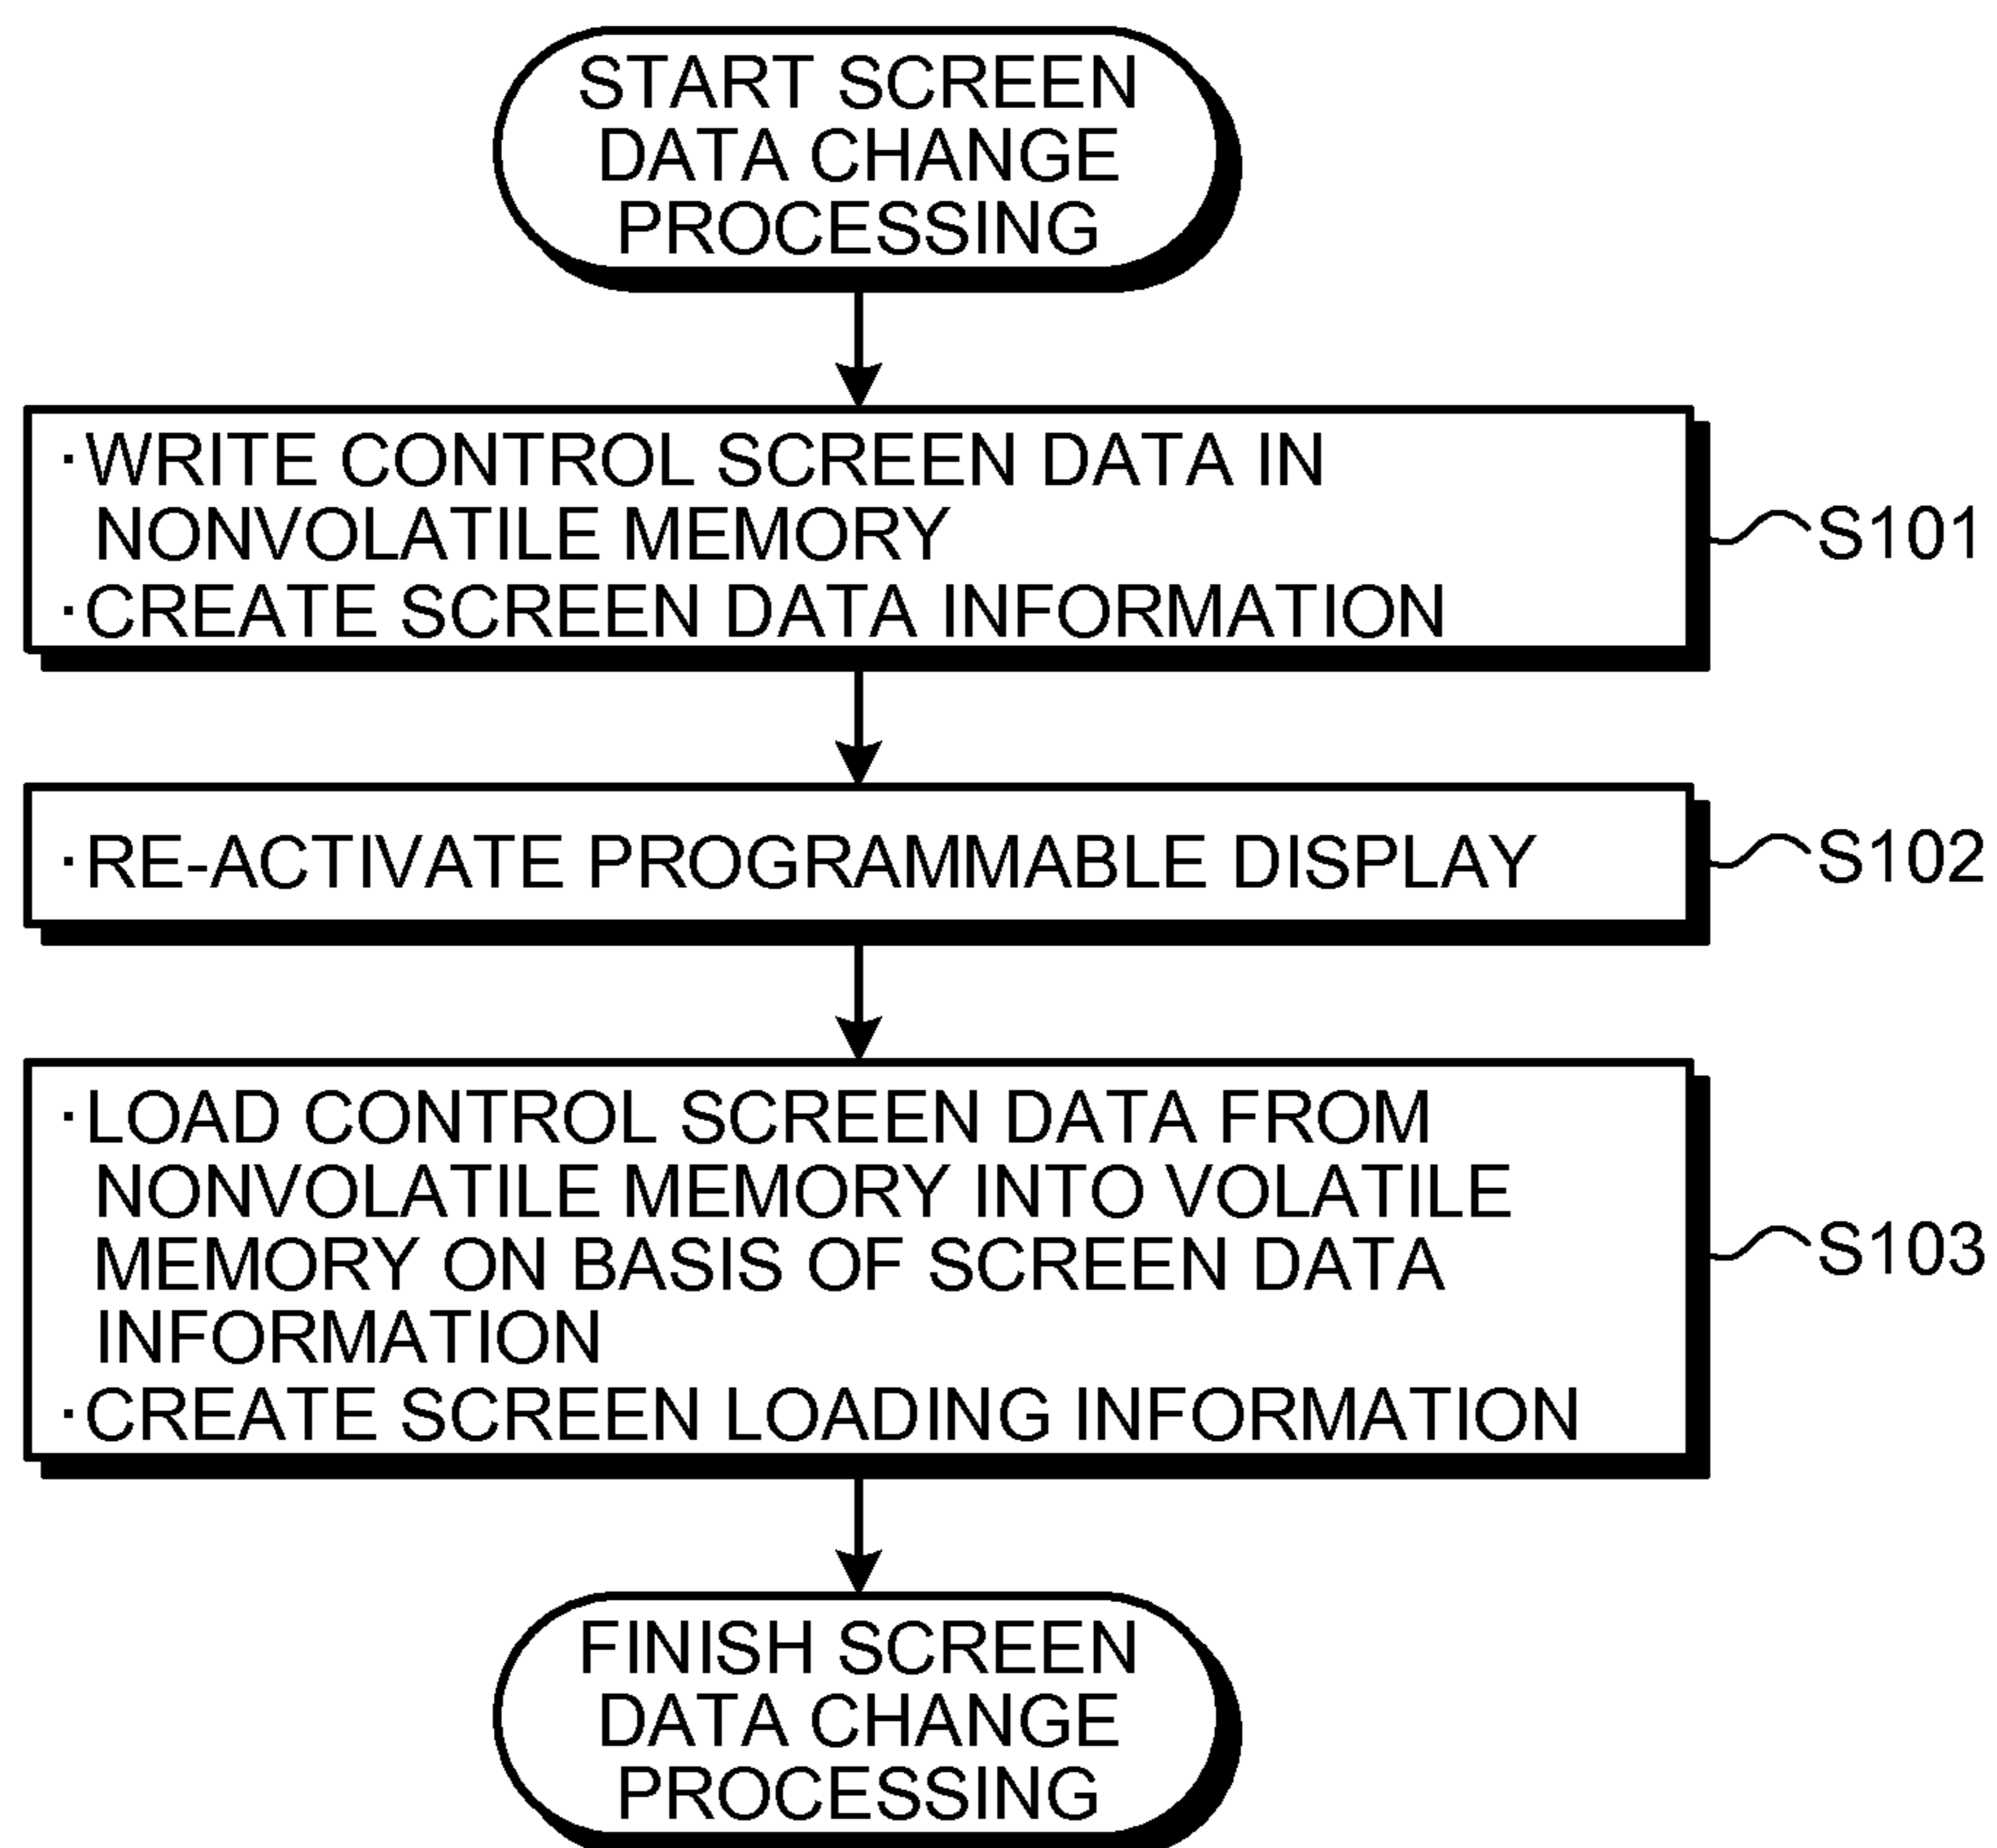 START SCREEN
DATA CHANGE
PROCESSING
·WRITE CONTROL SCREEN DATA IN
NONVOLATILE MEMORY
·CREATE SCREEN DATA INFORMATION
S101
·RE-ACTIVATE PROGRAMMABLE DISPLAY
S102
·LOAD CONTROL SCREEN DATA FROM
NONVOLATILE MEMORY INTO VOLATILE
MEMORY ON BASIS OF SCREEN DATA
INFORMATION
·CREATE SCREEN LOADING INFORMATION
S103
FINISH SCREEN
DATA CHANGE
PROCESSING